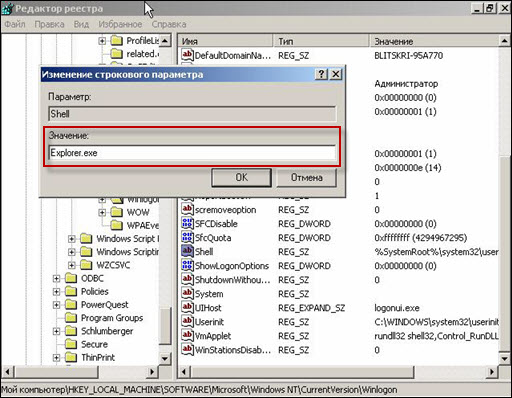 Редактор реестра
Файл Правка Вид Избранное Справка
ProfileLis
related.
Имя Тип Значение
DefaultDomainNa... REG_SZ BLITSKRI-95A770
Изменение строкового параметра
Параметр:
Shell
Значение:
Explorer.exe
OK Отмена
Администратор
0x00000000 (0)
0x00000001 (1)
0x00000001 (1)
0x0000000e (14)
0
1
Winlogon
WOW
WPAEve
Windows Script
Windows Scriptin
WZCSVC
ODBC
Policies
PowerQuest
Program Groups
Schlumberger
Secure
ThinPrint
scremoveoption REG_SZ 0
SFCDisable REG_DWORD 0x00000000 (0)
SfcQuota REG_DWORD 0xffffffff (4294967295)
Shell REG_SZ %SystemRoot%\system32\user
ShowLogonOptions REG_DWORD 0x00000000 (0)
ShutdownWithou... REG_SZ 0
System REG_SZ
UIHost REG_EXPAND_SZ logonui.exe
Userinit REG_SZ C:\WINDOWS\system32\userinit
VmApplet REG_SZ rundll32 shell32,Control_RunDLL
WinStationsDisab... REG_SZ 0
Мой компьютер\HKEY_LOCAL_MACHINE\SOFTWARE\Microsoft\Windows NT\CurrentVersion\Winlogon